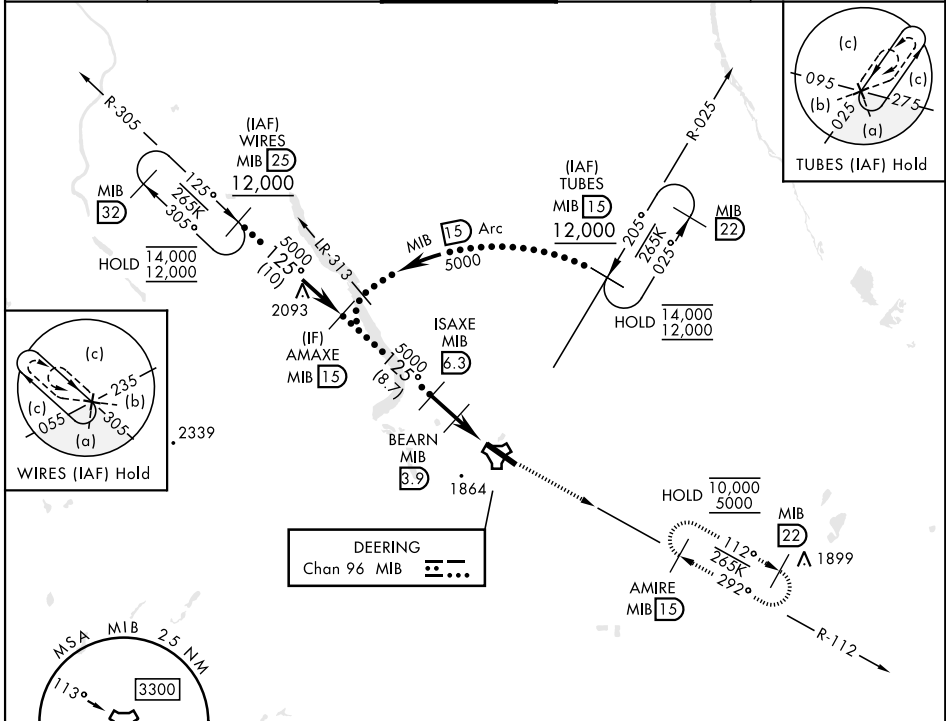 R-305
(IAF)
WIRES
MIB 25
12,000
MIB
32
125°
265K
305°
HOLD 14,000
12,000
5000
125°
(10)
2093
IR-313
(IF)
AMAXE
MIB 15
MIB 15 Arc
5000
(IAF)
TUBES
MIB 15
12,000
R-025
205°
265K
025°
MIB
22
HOLD 14,000
12,000
(c)
095
(c)
(b)
275
025
(a)
TUBES (IAF) Hold
(c)
235
(b)
(c)
305
055
(a)
WIRES (IAF) Hold
2339
5000
125°
(8.7)
ISAXE
MIB
6.3
BEARN
MIB
3.9
1864
DEERING
Chan 96 MIB
HOLD 10,000
5000
MIB
22
112°
265K
292°
1899
AMIRE
MIB 15
R-112
MSA MIB 25 NM
113°
3300